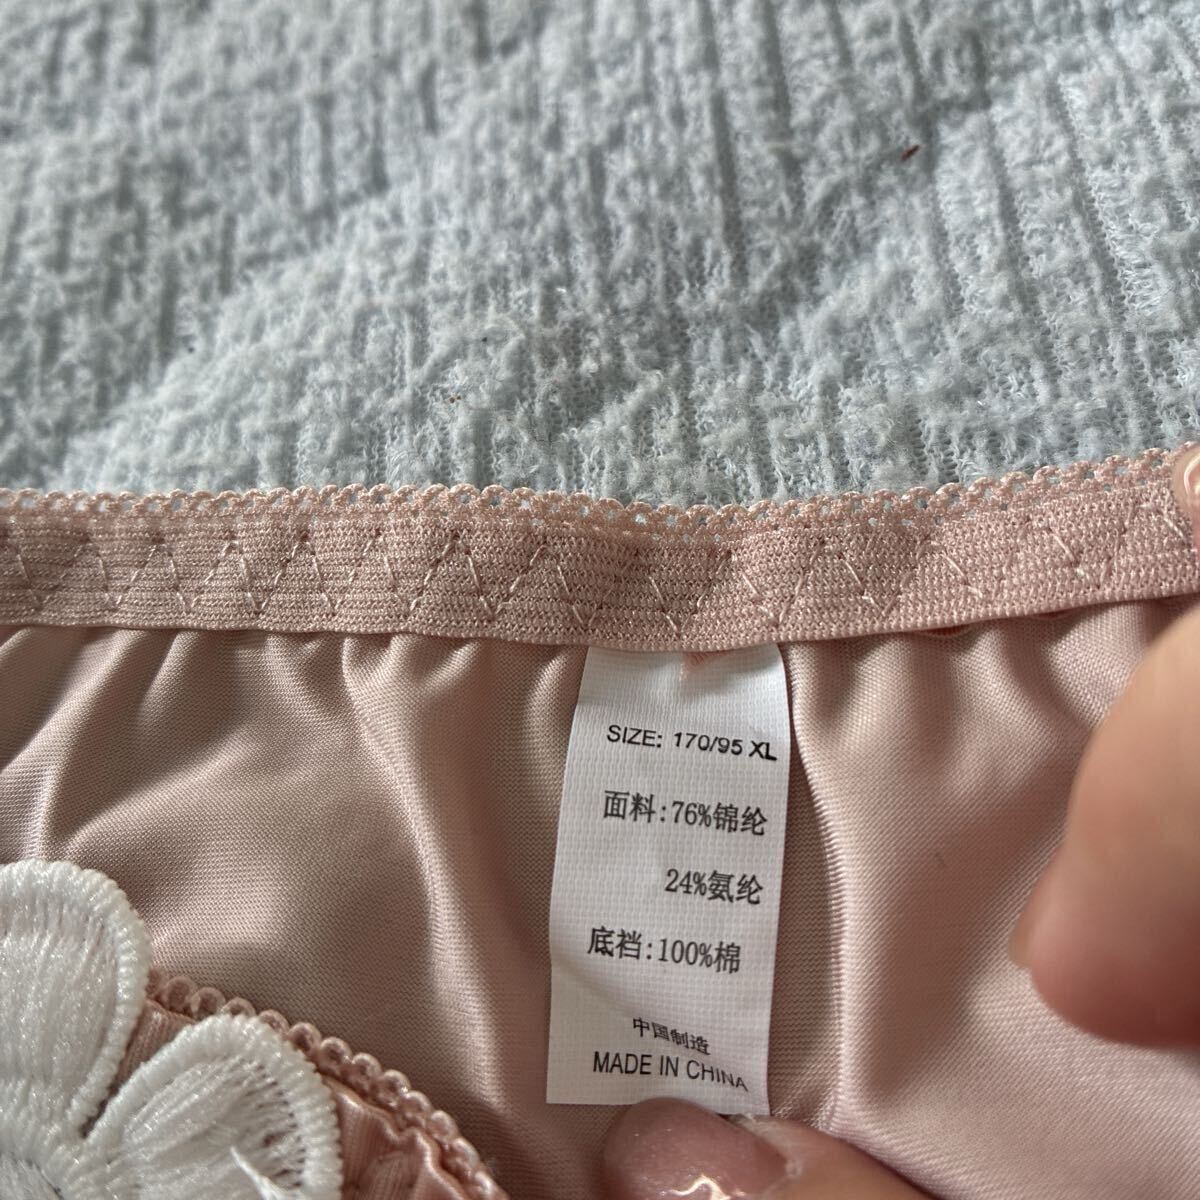 SIZE: 170/95 XL
面料:76%锦纶
24%氨纶
底裆:100%棉
中国制造
MADE IN CHINA